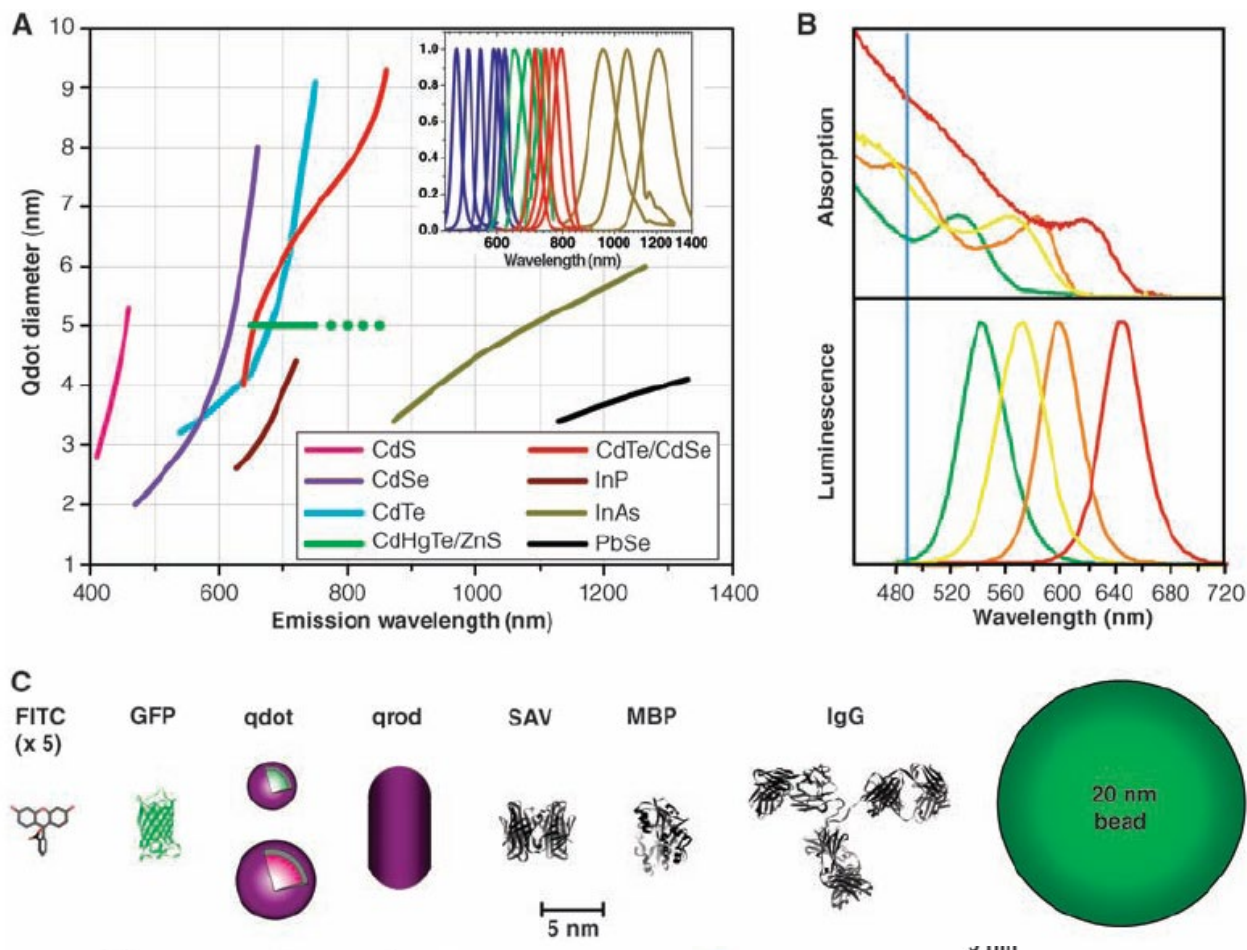 A
10
9
8
7
6
5
4
3
2
1
Qdot diameter (nm)
400
600
800
1000
1200
1400
Emission wavelength (nm)
1.0
0.8
0.6
0.4
0.2
0.0
600
800
1000
1200
1400
Wavelength (nm)
CdS
CdSe
CdTe
CdHgTe/ZnS
CdTe/CdSe
InP
InAs
PbSe
B
Absorption
Luminescence
480
520
560
600
640
680
720
Wavelength (nm)
C
FITC
(x 5)
GFP
qdot
qrod
SAV
MBP
IgG
20 nm
bead
5 nm